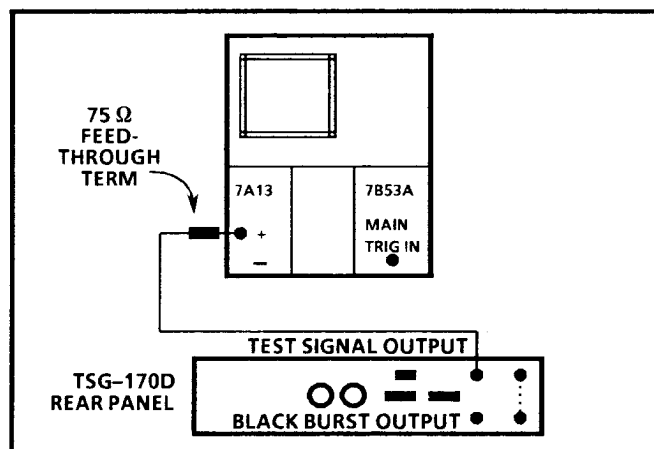 75 Ω
FEED-
THROUGH
TERM
7A13
7B53A
+
MAIN
TRIG IN
−
TEST SIGNAL OUTPUT
TSG–170D
REAR PANEL
BLACK BURST OUTPUT